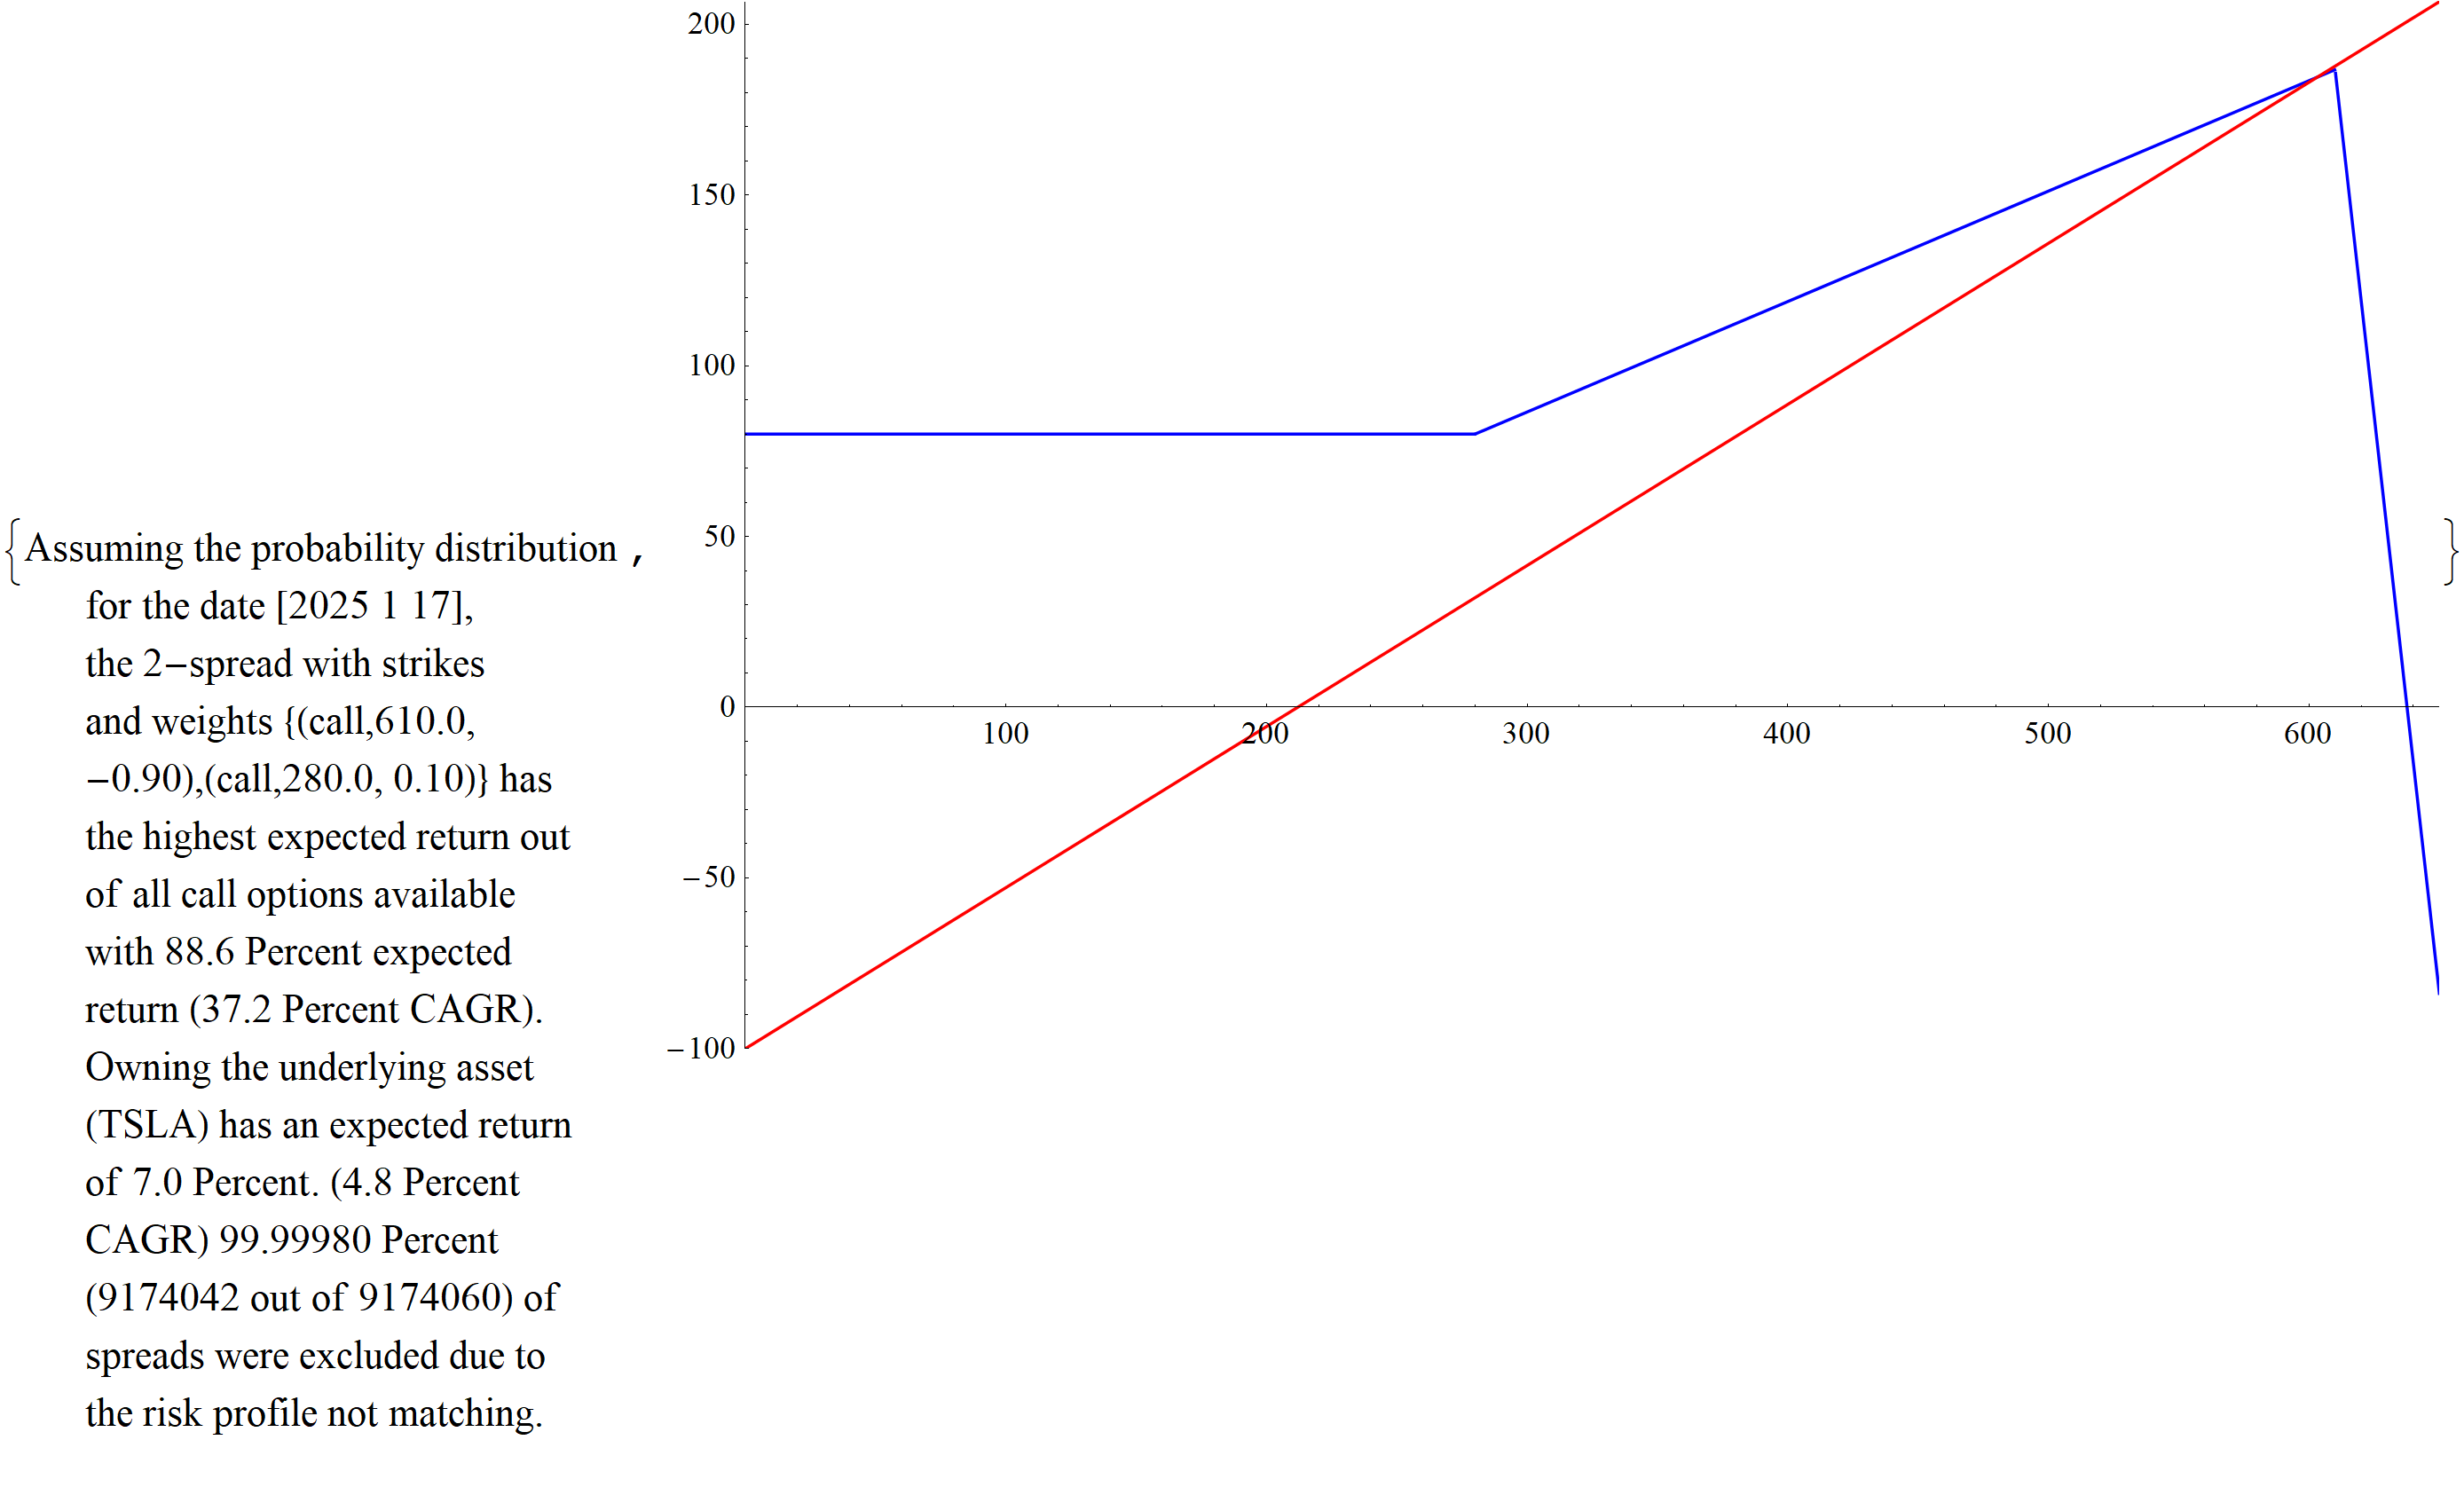 {Assuming the probability distribution ,
for the date [2025 1 17],
the 2−spread with strikes
and weights {(call,610.0,
−0.90),(call,280.0, 0.10)} has
the highest expected return out
of all call options available
with 88.6 Percent expected
return (37.2 Percent CAGR).
Owning the underlying asset
(TSLA) has an expected return
of 7.0 Percent. (4.8 Percent
CAGR) 99.99980 Percent
(9174042 out of 9174060) of
spreads were excluded due to
the risk profile not matching.
200
150
100
50
0
−50
−100
100 200 300 400 500 600
}